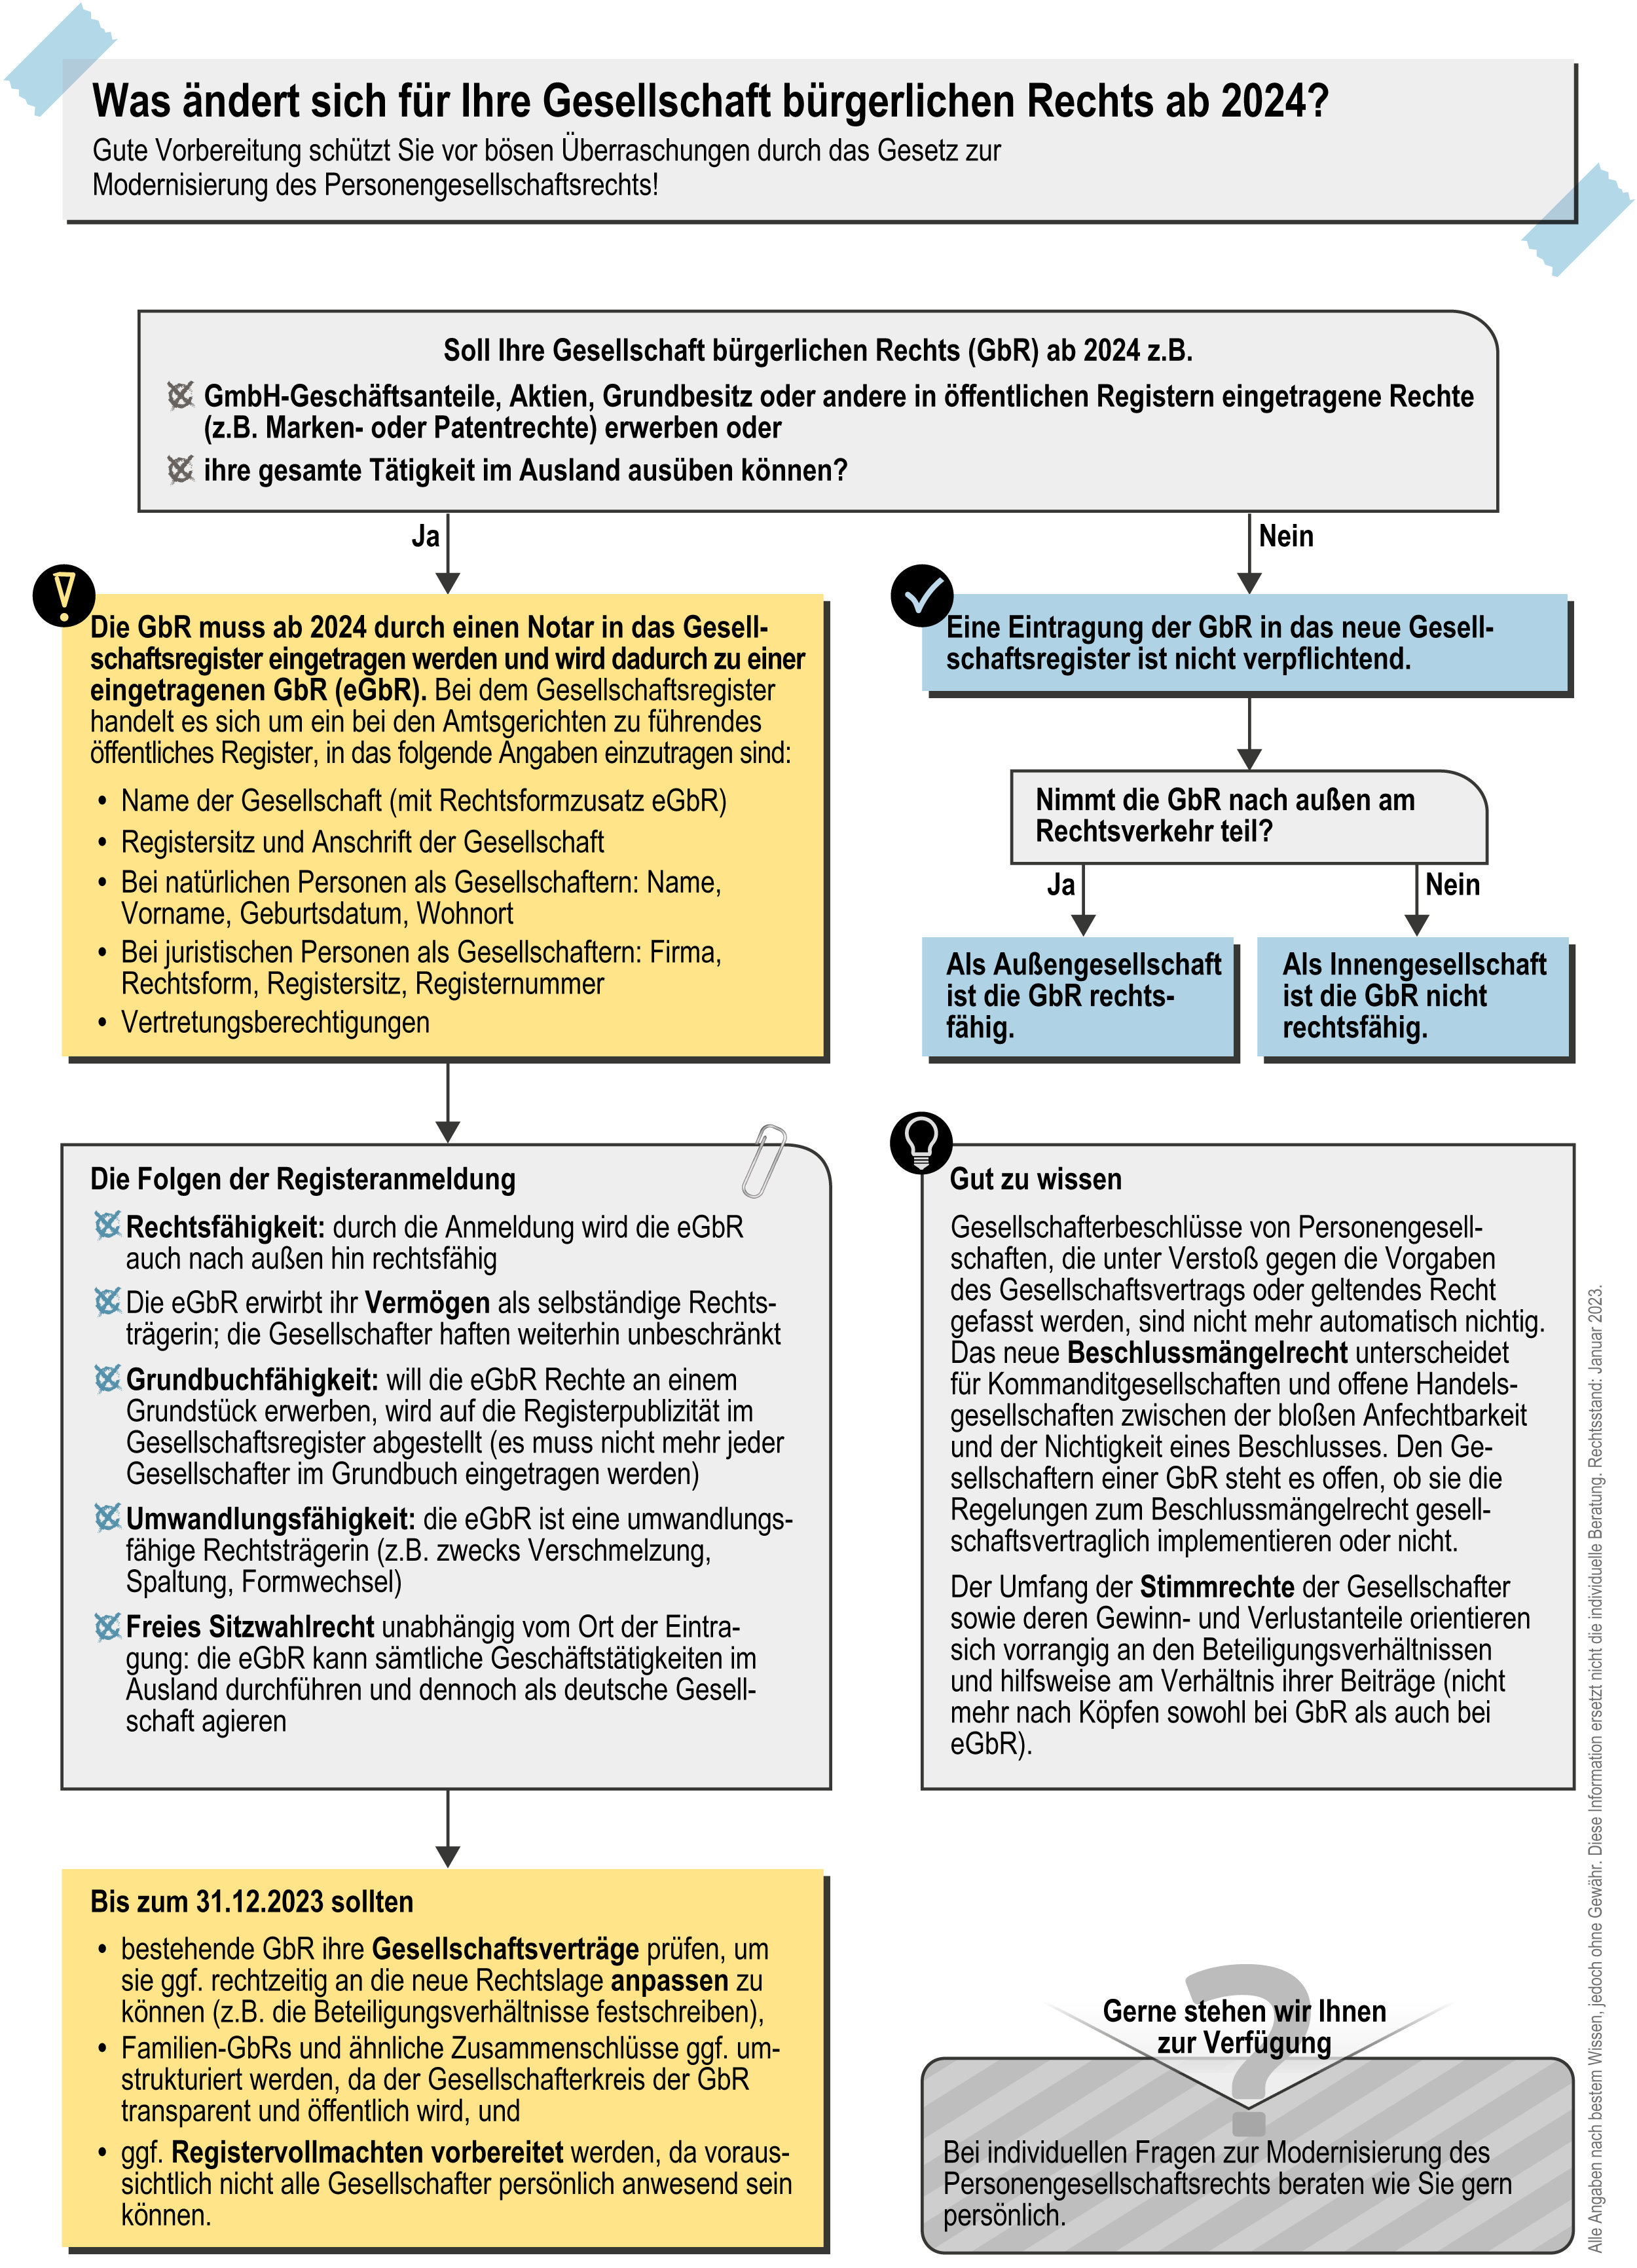 Was ändert sich für Ihre Gesellschaft bürgerlichen Rechts ab 2024?
Gute Vorbereitung schützt Sie vor bösen Überraschungen durch das Gesetz zur
Modernisierung des Personengesellschaftsrechts!
Soll Ihre Gesellschaft bürgerlichen Rechts (GbR) ab 2024 z.B.
GmbH-Geschäftsanteile, Aktien, Grundbesitz oder andere in öffentlichen Registern eingetragene Rechte
(z.B. Marken- oder Patentrechte) erwerben oder
ihre gesamte Tätigkeit im Ausland ausüben können?
Ja
Die GbR muss ab 2024 durch einen Notar in das Gesell-
schaftsregister eingetragen werden und wird dadurch zu einer
eingetragenen GbR (eGbR). Bei dem Gesellschaftsregister
handelt es sich um ein bei den Amtsgerichten zu führendes
öffentliches Register, in das folgende Angaben einzutragen sind:
• Name der Gesellschaft (mit Rechtsformzusatz eGbR)
• Registersitz und Anschrift der Gesellschaft
• Bei natürlichen Personen als Gesellschaftern: Name,
Vorname, Geburtsdatum, Wohnort
• Bei juristischen Personen als Gesellschaftern: Firma,
Rechtsform, Registersitz, Registernummer
• Vertretungsberechtigungen
Die Folgen der Registeranmeldung
Rechtsfähigkeit: durch die Anmeldung wird die eGbR
auch nach außen hin rechtsfähig
Die eGbR erwirbt ihr Vermögen als selbständige Rechts-
trägerin; die Gesellschafter haften weiterhin unbeschränkt
Grundbuchfähigkeit: will die eGbR Rechte an einem
Grundstück erwerben, wird auf die Registerpublizität im
Gesellschaftsregister abgestellt (es muss nicht mehr jeder
Gesellschafter im Grundbuch eingetragen werden)
Umwandlungsfähigkeit: die eGbR ist eine umwandlungs-
fähige Rechtsträgerin (z.B. zwecks Verschmelzung,
Spaltung, Formwechsel)
Freies Sitzwahlrecht unabhängig vom Ort der Eintra-
gung: die eGbR kann sämtliche Geschäftstätigkeiten im
Ausland durchführen und dennoch als deutsche Gesell-
schaft agieren
Bis zum 31.12.2023 sollten
• bestehende GbR ihre Gesellschaftsverträge prüfen, um
sie ggf. rechtzeitig an die neue Rechtslage anpassen zu
können (z.B. die Beteiligungsverhältnisse festschreiben),
• Familien-GbRs und ähnliche Zusammenschlüsse ggf. um-
strukturiert werden, da der Gesellschafterkreis der GbR
transparent und öffentlich wird, und
• ggf. Registervollmachten vorbereitet werden, da voraus-
sichtlich nicht alle Gesellschafter persönlich anwesend sein
können.
Nein
Eine Eintragung der GbR in das neue Gesell-
schaftsregister ist nicht verpflichtend.
Nimmt die GbR nach außen am
Rechtsverkehr teil?
Ja
Als Außengesellschaft
ist die GbR rechts-
fähig.
Nein
Als Innengesellschaft
ist die GbR nicht
rechtsfähig.
Gut zu wissen
Gesellschafterbeschlüsse von Personengesell-
schaften, die unter Verstoß gegen die Vorgaben
des Gesellschaftsvertrags oder geltendes Recht
gefasst werden, sind nicht mehr automatisch nichtig.
Das neue Beschlussmängelrecht unterscheidet
für Kommanditgesellschaften und offene Handels-
gesellschaften zwischen der bloßen Anfechtbarkeit
und der Nichtigkeit eines Beschlusses. Den Ge-
sellschaftern einer GbR steht es offen, ob sie die
Regelungen zum Beschlussmängelrecht gesell-
schaftsvertraglich implementieren oder nicht.
Der Umfang der Stimmrechte der Gesellschafter
sowie deren Gewinn- und Verlustanteile orientieren
sich vorrangig an den Beteiligungsverhältnissen
und hilfsweise am Verhältnis ihrer Beiträge (nicht
mehr nach Köpfen sowohl bei GbR als auch bei
eGbR).
?
Gerne stehen wir Ihnen
zur Verfügung
Bei individuellen Fragen zur Modernisierung des
Personengesellschaftsrechts beraten wie Sie gern
persönlich.
Alle Angaben nach bestem Wissen, jedoch ohne Gewähr. Diese Information ersetzt nicht die individuelle Beratung. Rechtsstand: Januar 2023.